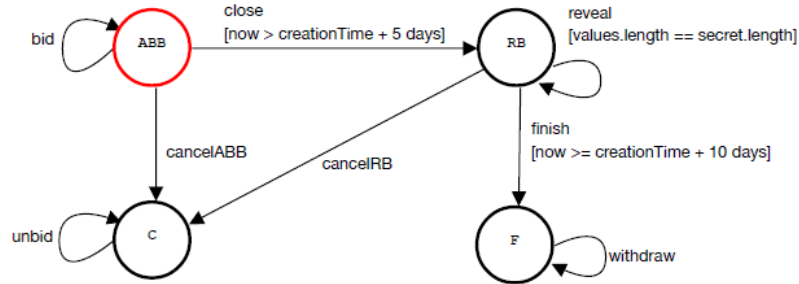 close
reveal
bid
ABB
[now > creationTime + 5 days]
RB
[values.length == secret.length]
finish
[now >= creationTime + 10 days]
cancelABB
cancelRB
unbid
C
F
withdraw